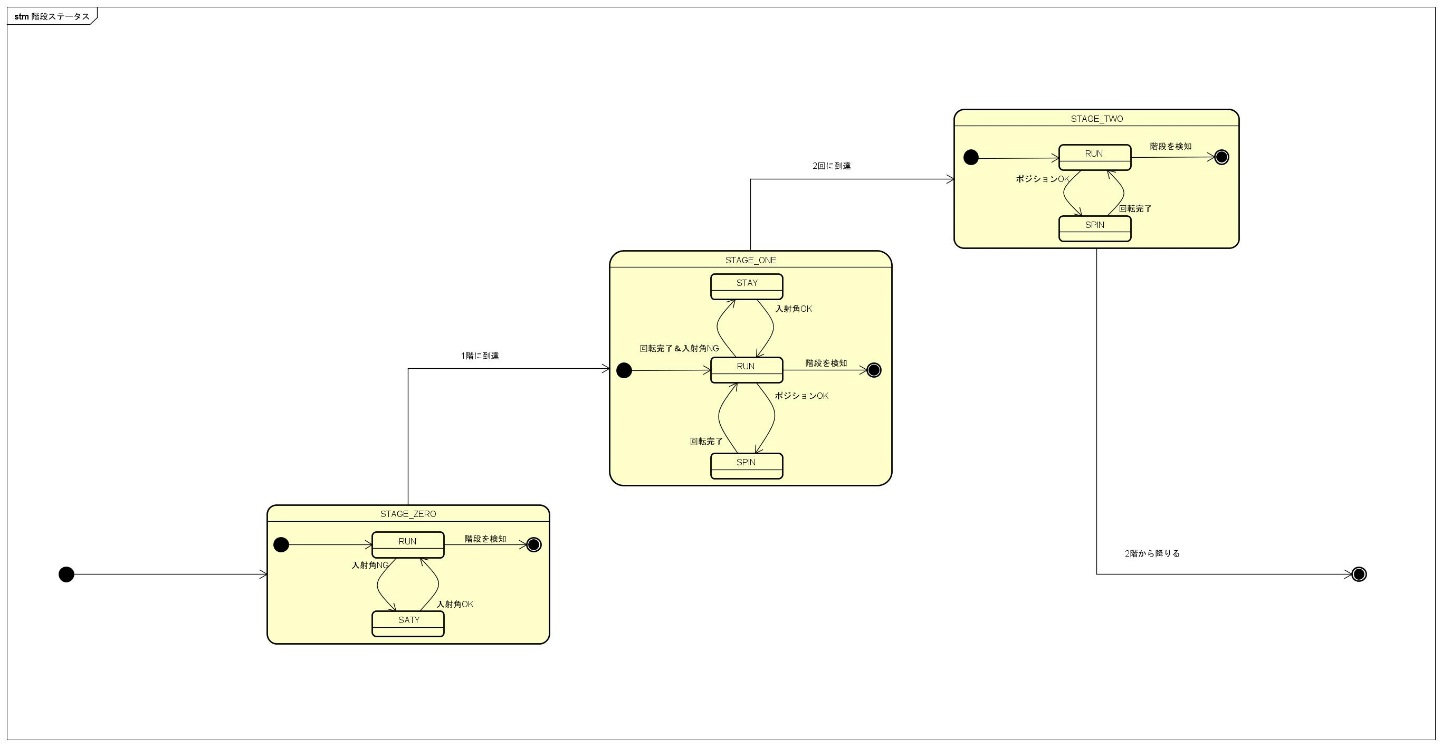 stm 階段ステータス
STAGE_TWO
RUN
階段を検知
ポジションOK
回転完了
SPIN
2回に到達
STAGE_ONE
STAY
入射角OK
回転完了＆入射角NG
RUN
階段を検知
ポジションOK
回転完了
SPIN
1階に到達
STAGE_ZERO
RUN
階段を検知
入射角NG
入射角OK
SATY
2階から降りる